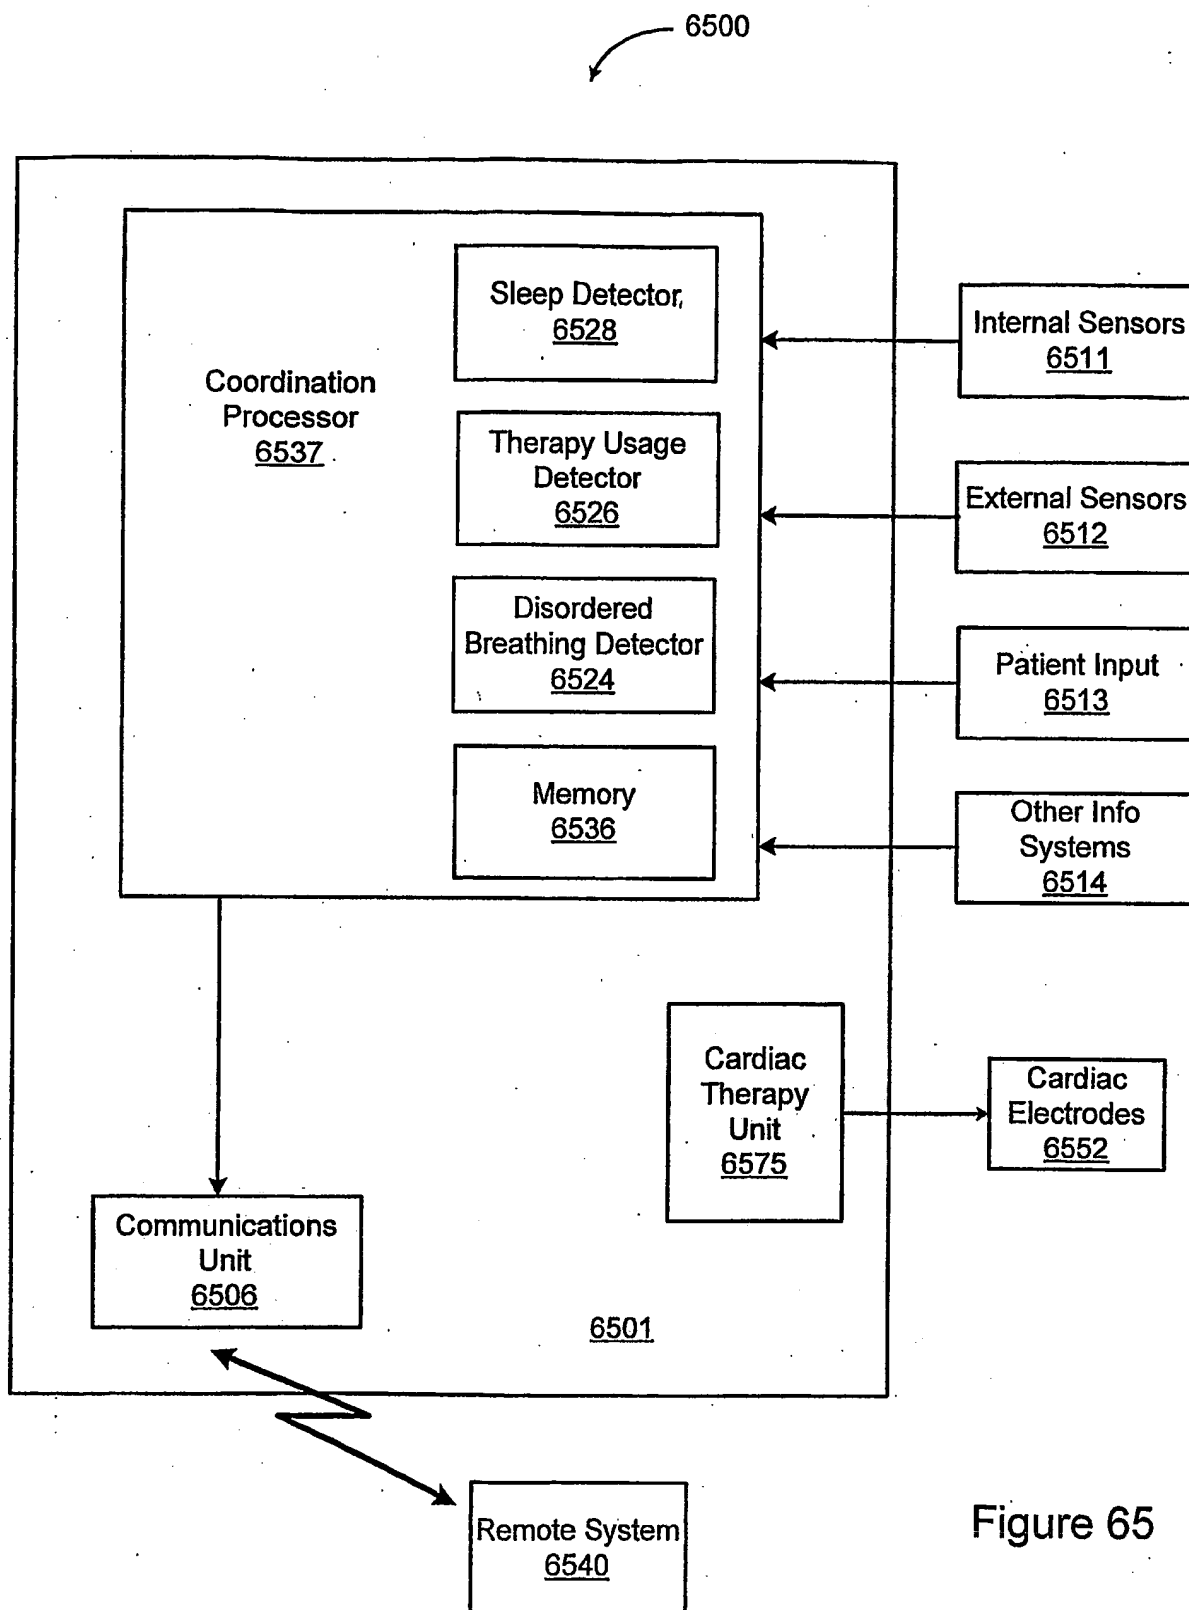 6500
Sleep Detector
6528
Coordination
Processor
6537
Therapy Usage
Detector
6526
Disordered
Breathing Detector
6524
Memory
6536
Internal Sensors
6511
External Sensors
6512
Patient Input
6513
Other Info
Systems
6514
Cardiac
Therapy
Unit
6575
Cardiac
Electrodes
6552
Communications
Unit
6506
6501
Remote System
6540
Figure 65